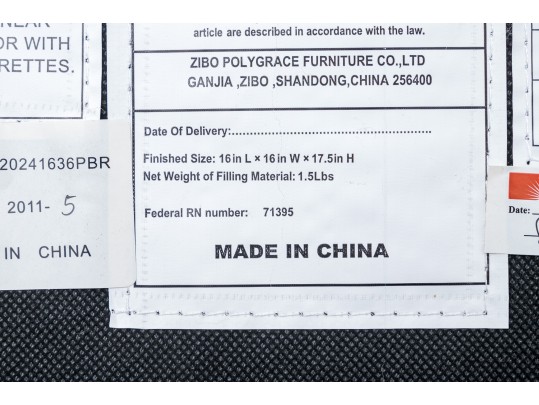 NEAR
OR WITH
RETTES.
article are described in accordance with the law.
ZIBO POLYGRACE FURNITURE CO.,LTD
GANJIA ,ZIBO ,SHANDONG,CHINA 256400
Date Of Delivery:............................................................
Finished Size: 16 in L × 16 in W × 17.5in H
Net Weight of Filling Material: 1.5Lbs
Federal RN number: 71395
MADE IN CHINA
20241636PBR
2011- 5
IN CHINA
Date: